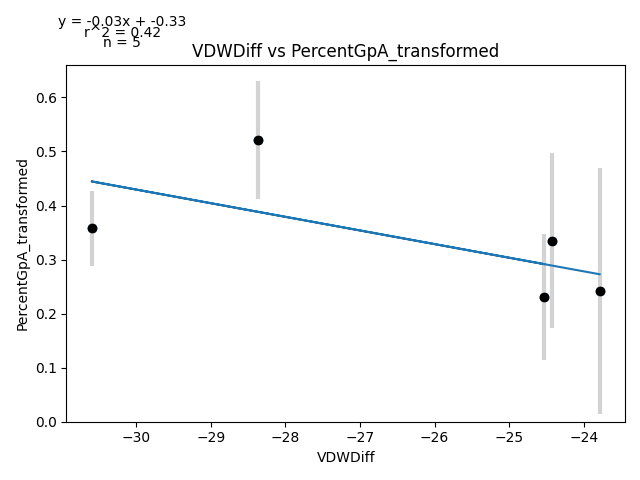 y = -0.03x + -0.33
r^2 = 0.42
n = 5
VDWDiff vs PercentGpA_transformed
PercentGpA_transformed
0.6
0.5
0.4
0.3
0.2
0.1
0.0
−30 −29 −28 −27 −26 −25 −24
VDWDiff